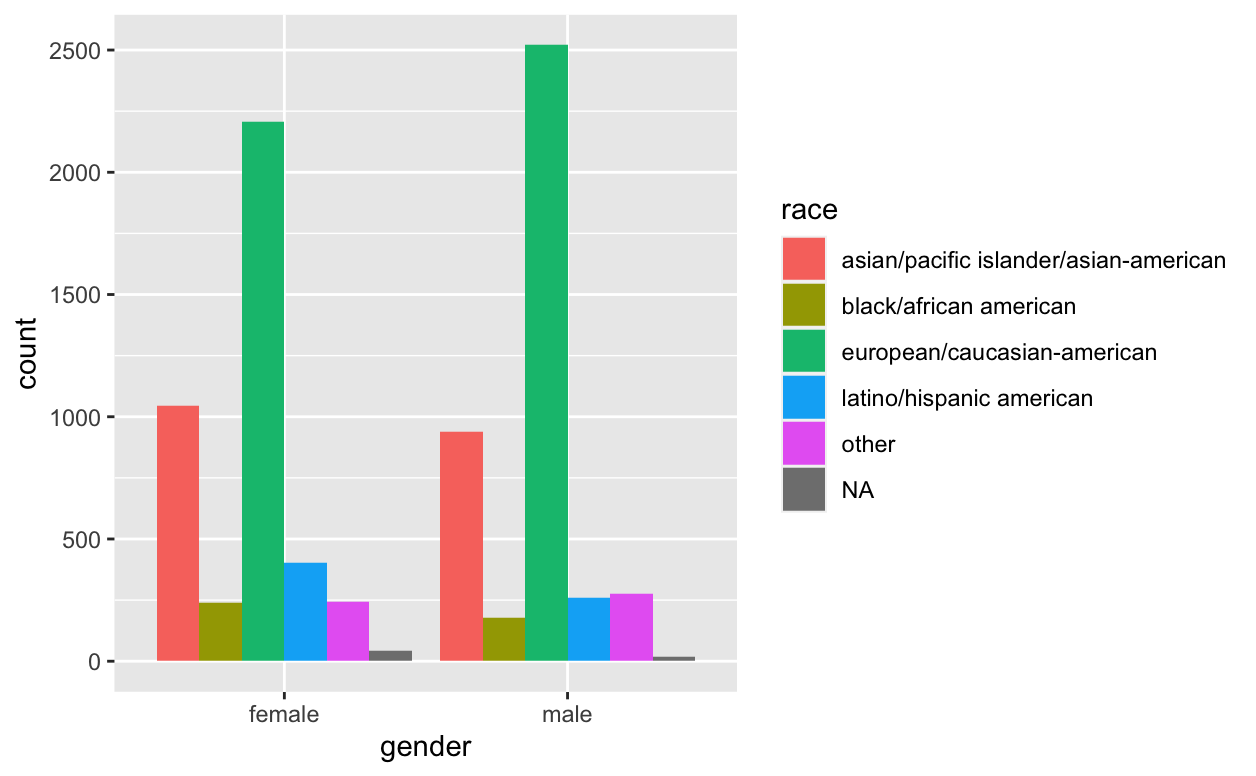 2500
2000
1500
1000
500
0
count
female
male
gender
race
asian/pacific islander/asian-american
black/african american
european/caucasian-american
latino/hispanic american
other
NA